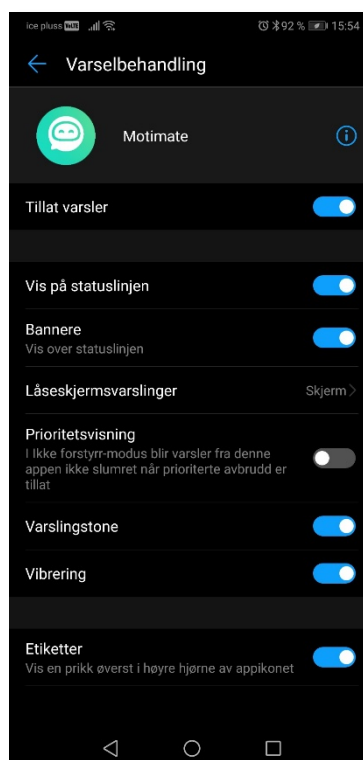 ice pluss VoLTE 92 % 15:54
Varselbehandling
Motimate
Tillat varsler
Vis på statuslinjen
Bannere
Vis over statuslinjen
Låseskjermsvarslinger Skjerm
Prioritetsvisning
I Ikke forstyrr-modus blir varsler fra denne
appen ikke slumret når prioriterte avbrudd er
tillat
Varslingstone
Vibrering
Etiketter
Vis en prikk øverst i høyre hjørne av appikonet